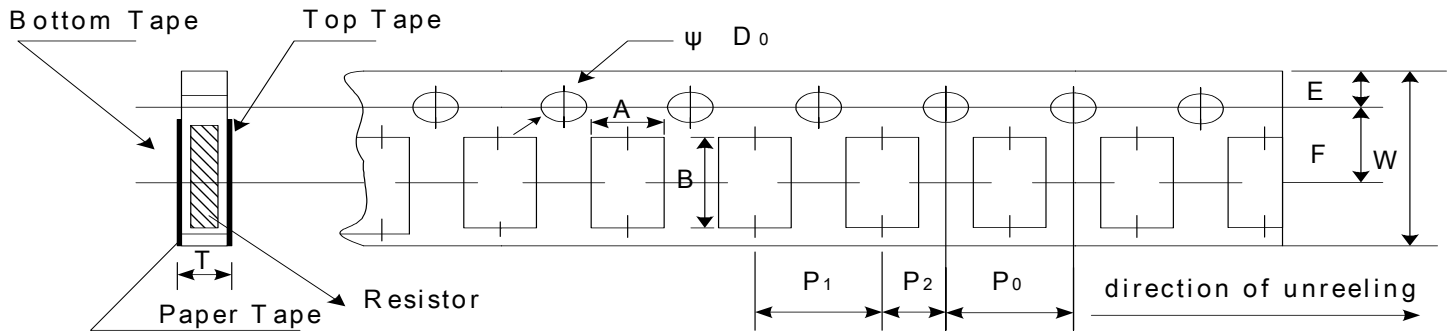 Bottom Tape
Top Tape
ψ D₀
E
A
F
W
B
T
P₁
P₂
P₀
direction of unreeling
Resistor
Paper Tape